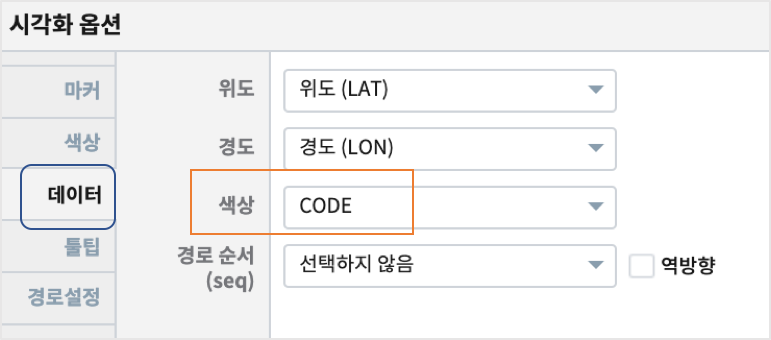 시각화 옵션
마커
색상
데이터
툴팁
경로설정
위도
위도 (LAT)
경도
경도 (LON)
색상
CODE
경로 순서
(seq)
선택하지 않음
역방향